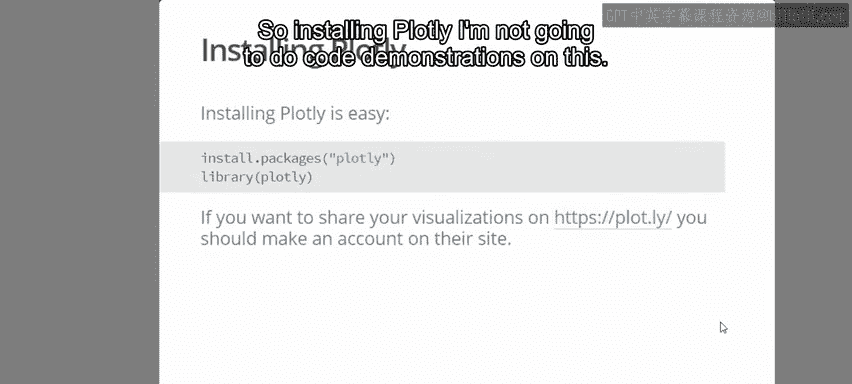 So installing Plotly I'm not going
to do code demonstrations on this.
Installing Plotly
Installing Plotly is easy:
install.packages("plotly")
library(plotly)
If you want to share your visualizations on https://plot.ly/ you
should make an account on their site.